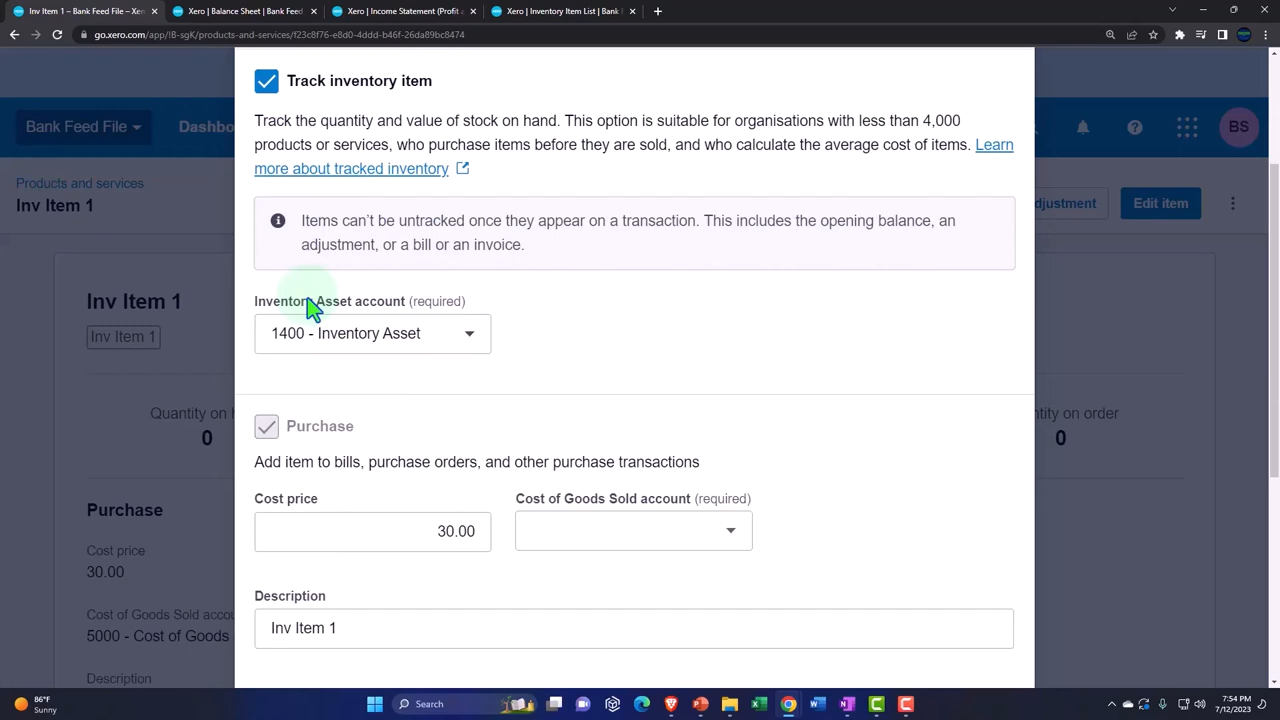 Inv Item 1 – Bank Feed File – Xer
Xero | Balance Sheet | Bank Feed
Xero | Income Statement (Profit a
Xero | Inventory Item List | Bank
go.xero.com/app/!B-sgK/products-and-services/f23c8f76-e8d0-4ddd-b46f-26da89bc8474
Bank Feed File
Dashbo
BS
Products and services
Inv Item 1
djustment
Edit item
Inv Item 1
Inv Item 1
Quantity on h
0
ntity on order
0
Purchase
Cost price
30.00
Cost of Goods Sold accou
5000 - Cost of Goods
Description
Track inventory item
Track the quantity and value of stock on hand. This option is suitable for organisations with less than 4,000
products or services, who purchase items before they are sold, and who calculate the average cost of items. Learn
more about tracked inventory
Items can't be untracked once they appear on a transaction. This includes the opening balance, an
adjustment, or a bill or an invoice.
Inventory Asset account (required)
1400 - Inventory Asset
Purchase
Add item to bills, purchase orders, and other purchase transactions
Cost price
Cost of Goods Sold account (required)
30.00
Description
Inv Item 1
86°F
Sunny
Search
7:54 PM
7/12/2023